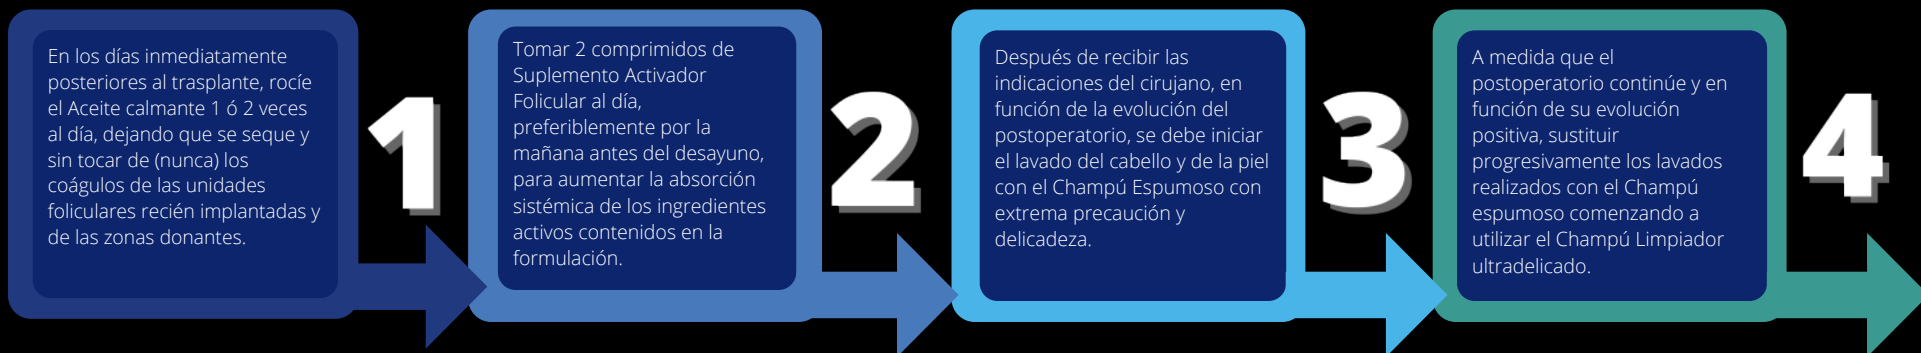 En los días inmediatamente
posteriores al trasplante, rocíe
el Aceite calmante 1 ó 2 veces
al día, dejando que se seque y
sin tocar de (nunca) los
coágulos de las unidades
foliculares recién implantadas y
de las zonas donantes.
1
Tomar 2 comprimidos de
Suplemento Activador
Folicular al día,
preferiblemente por la
mañana antes del desayuno,
para aumentar la absorción
sistémica de los ingredientes
activos contenidos en la
formulación.
2
Después de recibir las
indicaciones del cirujano, en
función de la evolución del
postoperatorio, se debe iniciar
el lavado del cabello y de la piel
con el Champú Espumoso con
extrema precaución y
delicadeza.
3
A medida que el
postoperatorio continúe y en
función de su evolución
positiva, sustituir
progresivamente los lavados
realizados con el Champú
espumoso comenzando a
utilizar el Champú Limpiador
ultradelicado.
4